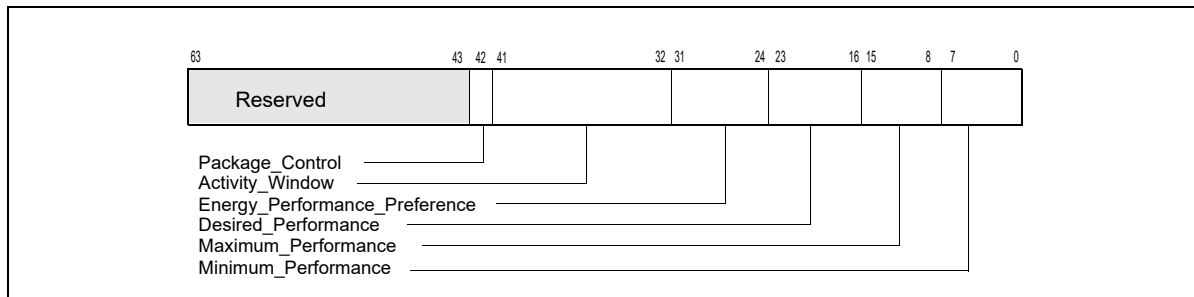 63 43 42 41 32 31 24 23 16 15 8 7 0
Reserved
Package_Control
Activity_Window
Energy_Performance_Preference
Desired_Performance
Maximum_Performance
Minimum_Performance